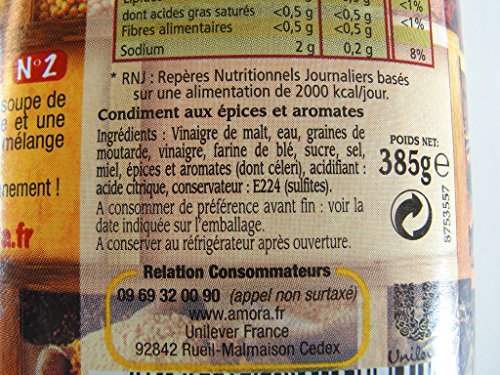 dont acides gras saturés <0,5 g <0,5 g <1%
Fibres alimentaires <0,5 g <0,5 g <1%
Sodium 2 g 0,2 g 8%
* RNJ : Repères Nutritionnels Journaliers basés
sur une alimentation de 2000 kcal/jour.
N°2
soupe de
et une
mélange
nement !
.fr
Condiment aux épices et aromates
Ingrédients : Vinaigre de malt, eau, graines de
moutarde, vinaigre, farine de blé, sucre, sel,
miel, épices et aromates (dont céleri), acidifiant :
acide citrique, conservateur : E224 (sulfites).
A consommer de préférence avant fin : voir la
date indiquée sur l'emballage.
A conserver au réfrigérateur après ouverture.
POIDS NET:
385g e
8753557
Relation Consommateurs
09 69 32 00 90 (appel non surtaxé)
www.amora.fr
Unilever France
92842 Rueil-Malmaison Cedex